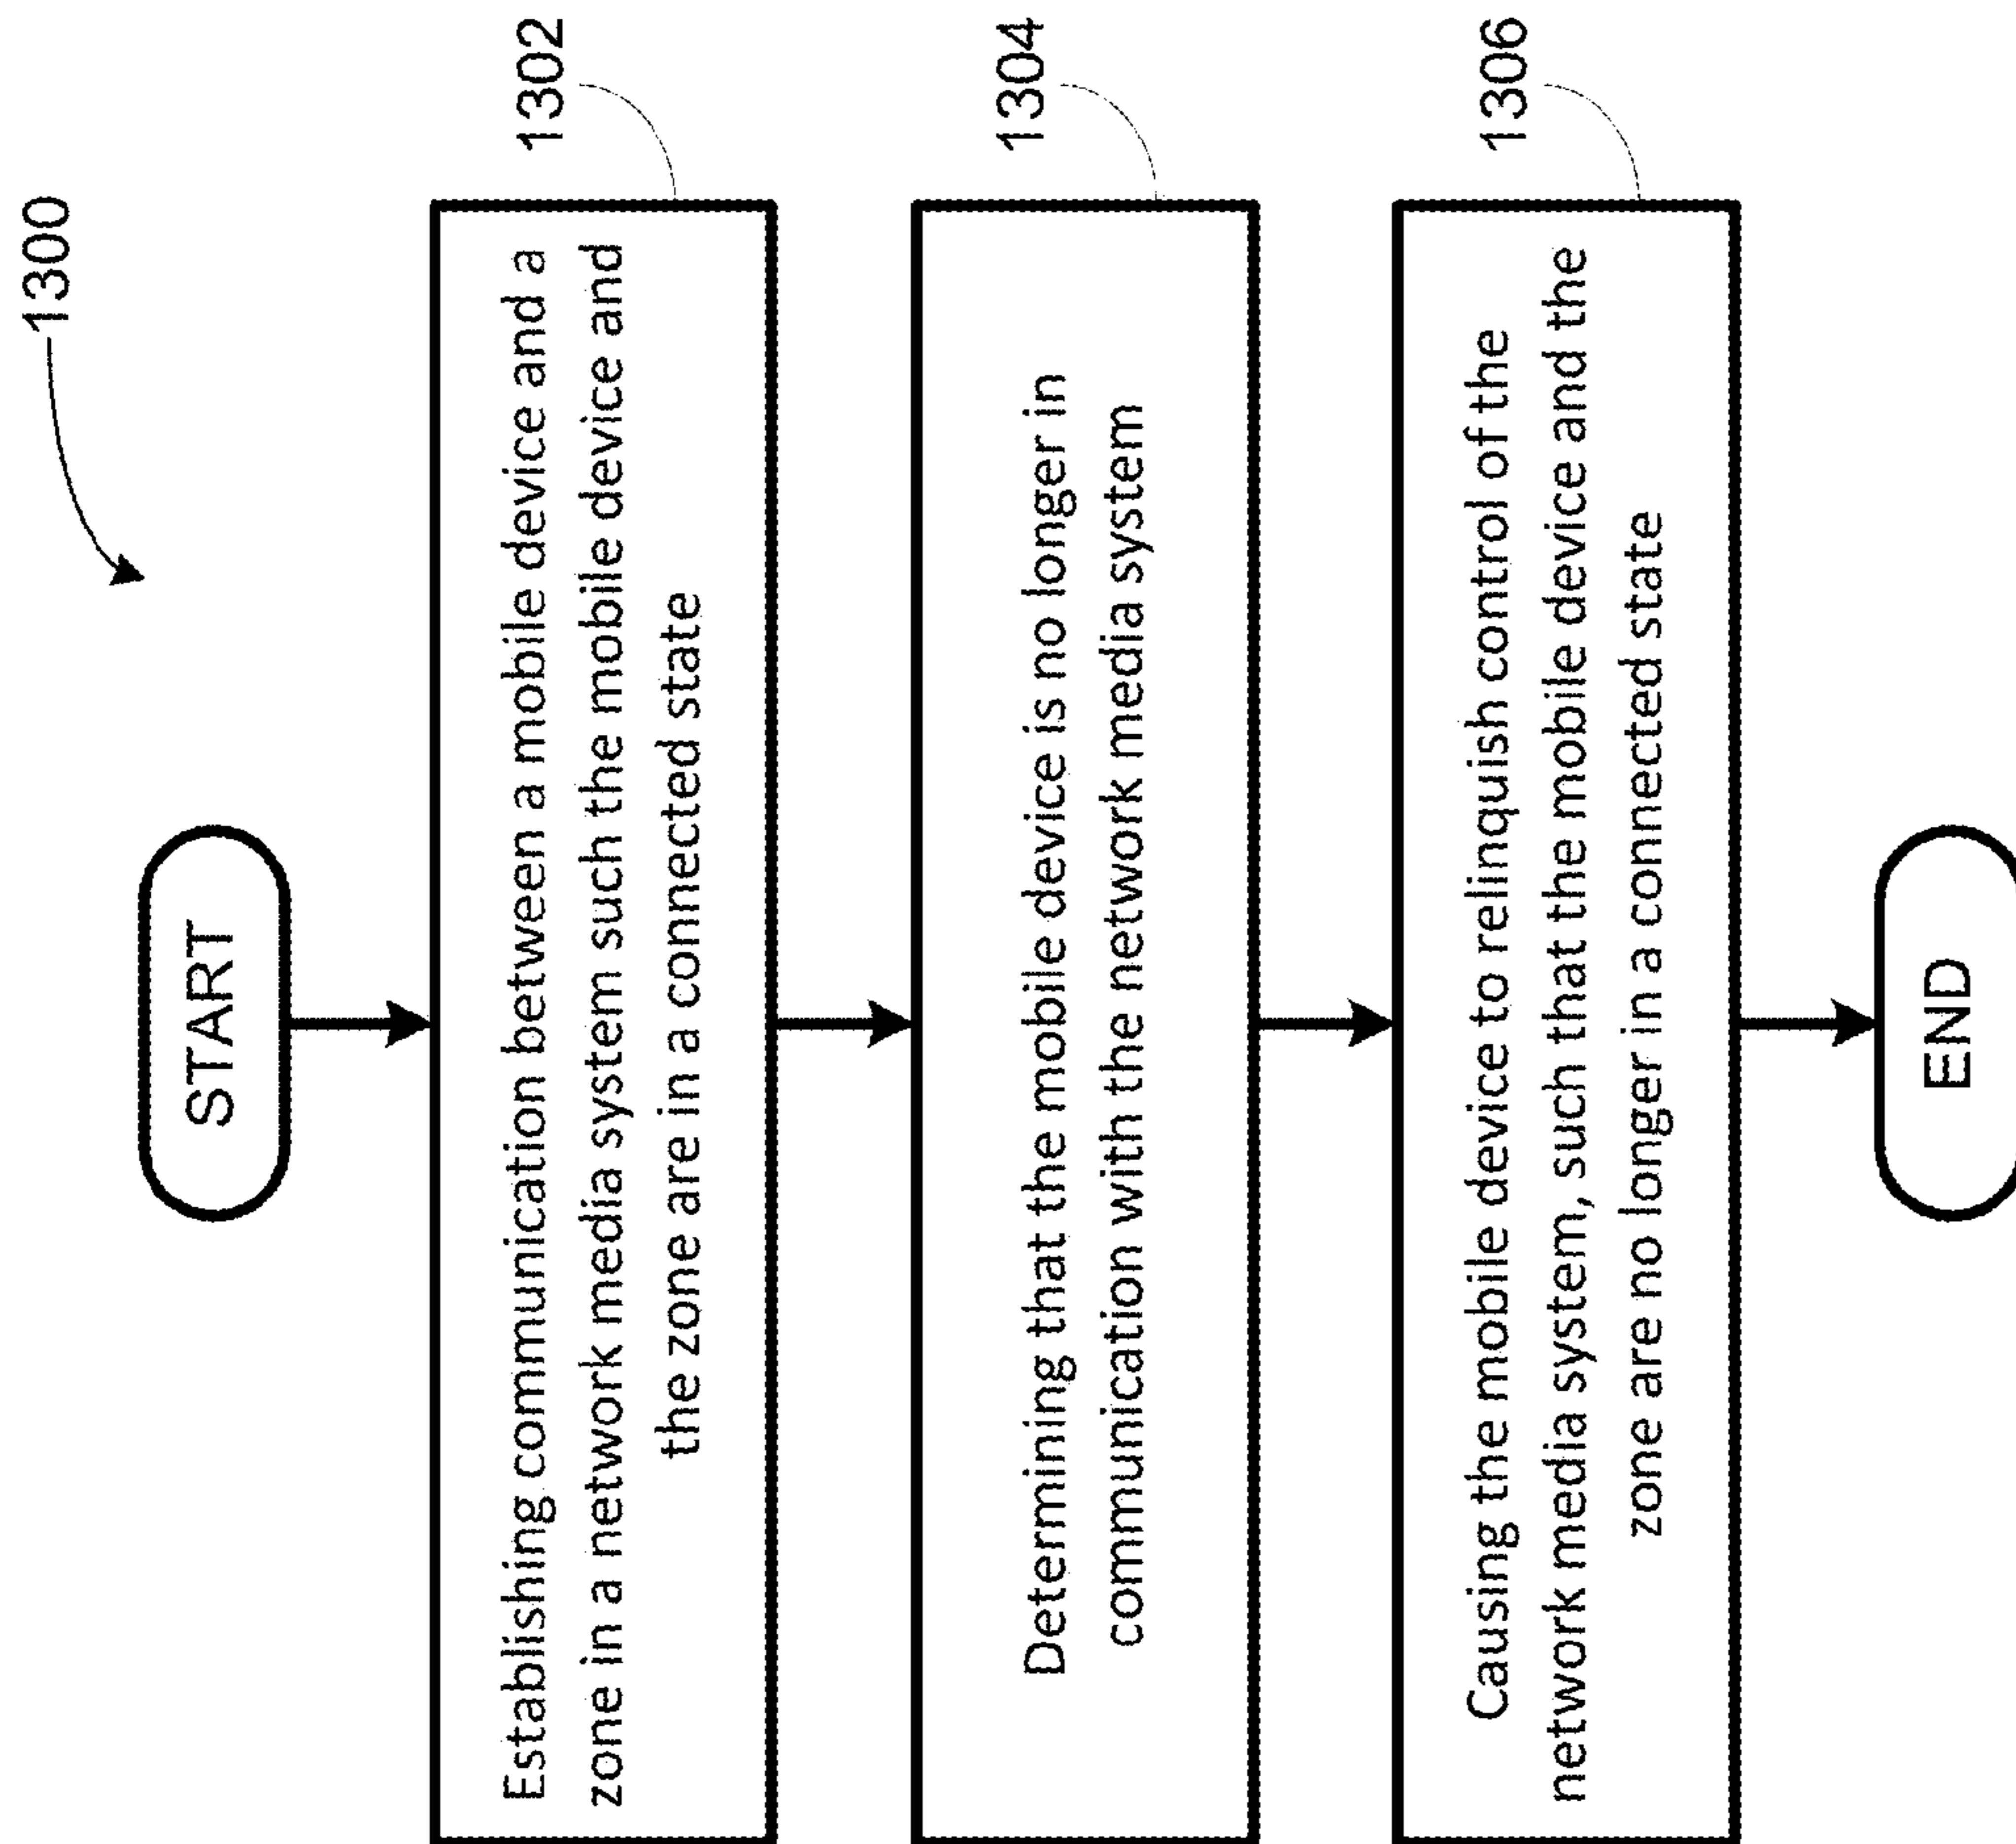 1300
START
Establishing communication between a mobile device and a
zone in a network media system such the mobile device and
the zone are in a connected state
1302
Determining that the mobile device is no longer in
communication with the network media system
1304
Causing the mobile device to relinquish control of the
network media system, such that the mobile device and the
zone are no longer in a connected state
1306
END